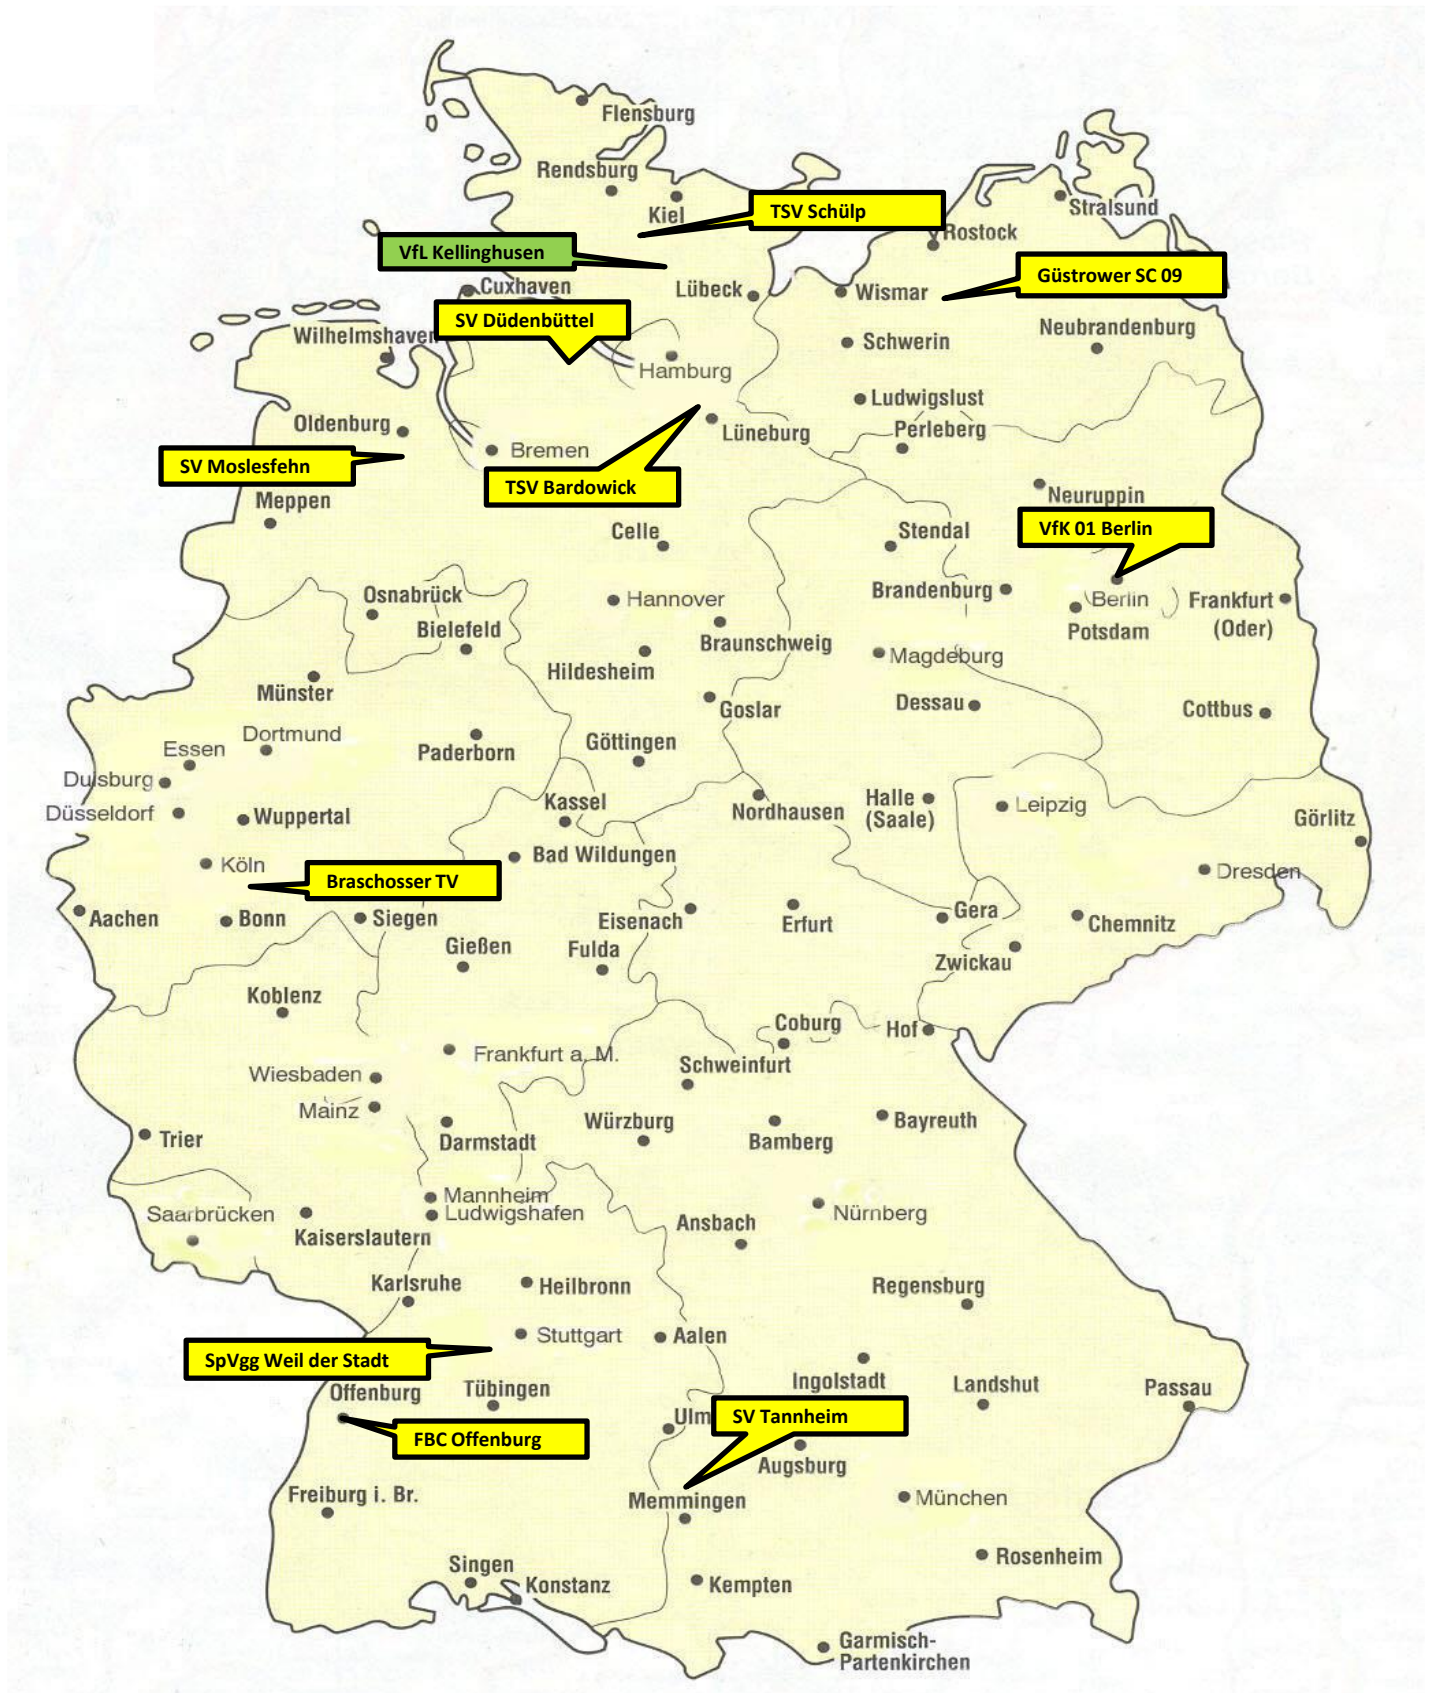 Flensburg
Rendsburg
Kiel
TSV Schülp
Stralsund
Rostock
VfL Kellinghusen
Güstrower SC 09
Cuxhaven
Lübeck
Wismar
SV Düdenbüttel
Wilhelmshaven
Neubrandenburg
Schwerin
Hamburg
Ludwigslust
Oldenburg
Lüneburg
Perleberg
Bremen
SV Moslesfehn
TSV Bardowick
Meppen
Neuruppin
VfK 01 Berlin
Celle
Stendal
Osnabrück
Hannover
Brandenburg
Berlin
Frankfurt
(Oder)
Bielefeld
Braunschweig
Potsdam
Hildesheim
Magdeburg
Münster
Goslar
Dessau
Cottbus
Dortmund
Essen
Paderborn
Göttingen
Duisburg
Düsseldorf
Wuppertal
Kassel
Nordhausen
Halle
(Saale)
Leipzig
Görlitz
Köln
Bad Wildungen
Braschosser TV
Dresden
Aachen
Bonn
Siegen
Eisenach
Erfurt
Gera
Chemnitz
Gießen
Fulda
Zwickau
Koblenz
Coburg
Hof
Frankfurt a. M.
Schweinfurt
Wiesbaden
Mainz
Trier
Darmstadt
Würzburg
Bamberg
Bayreuth
Mannheim
Ludwigshafen
Saarbrücken
Kaiserslautern
Ansbach
Nürnberg
Karlsruhe
Heilbronn
Regensburg
Stuttgart
Aalen
SpVgg Weil der Stadt
Offenburg
Tübingen
Ingolstadt
Landshut
Passau
Ulm
SV Tannheim
FBC Offenburg
Augsburg
Freiburg i. Br.
Memmingen
München
Rosenheim
Singen
Konstanz
Kempten
Garmisch-
Partenkirchen